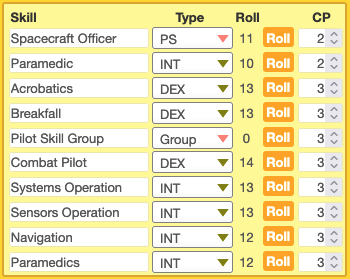 Skill Type Roll CP
Spacecraft Officer PS 11 Roll 2
Paramedic INT 10 Roll 2
Acrobatics DEX 13 Roll 3
Breakfall DEX 13 Roll 3
Pilot Skill Group Group 0 Roll 3
Combat Pilot DEX 14 Roll 3
Systems Operation INT 13 Roll 3
Sensors Operation INT 13 Roll 3
Navigation INT 12 Roll 3
Paramedics INT 12 Roll 3